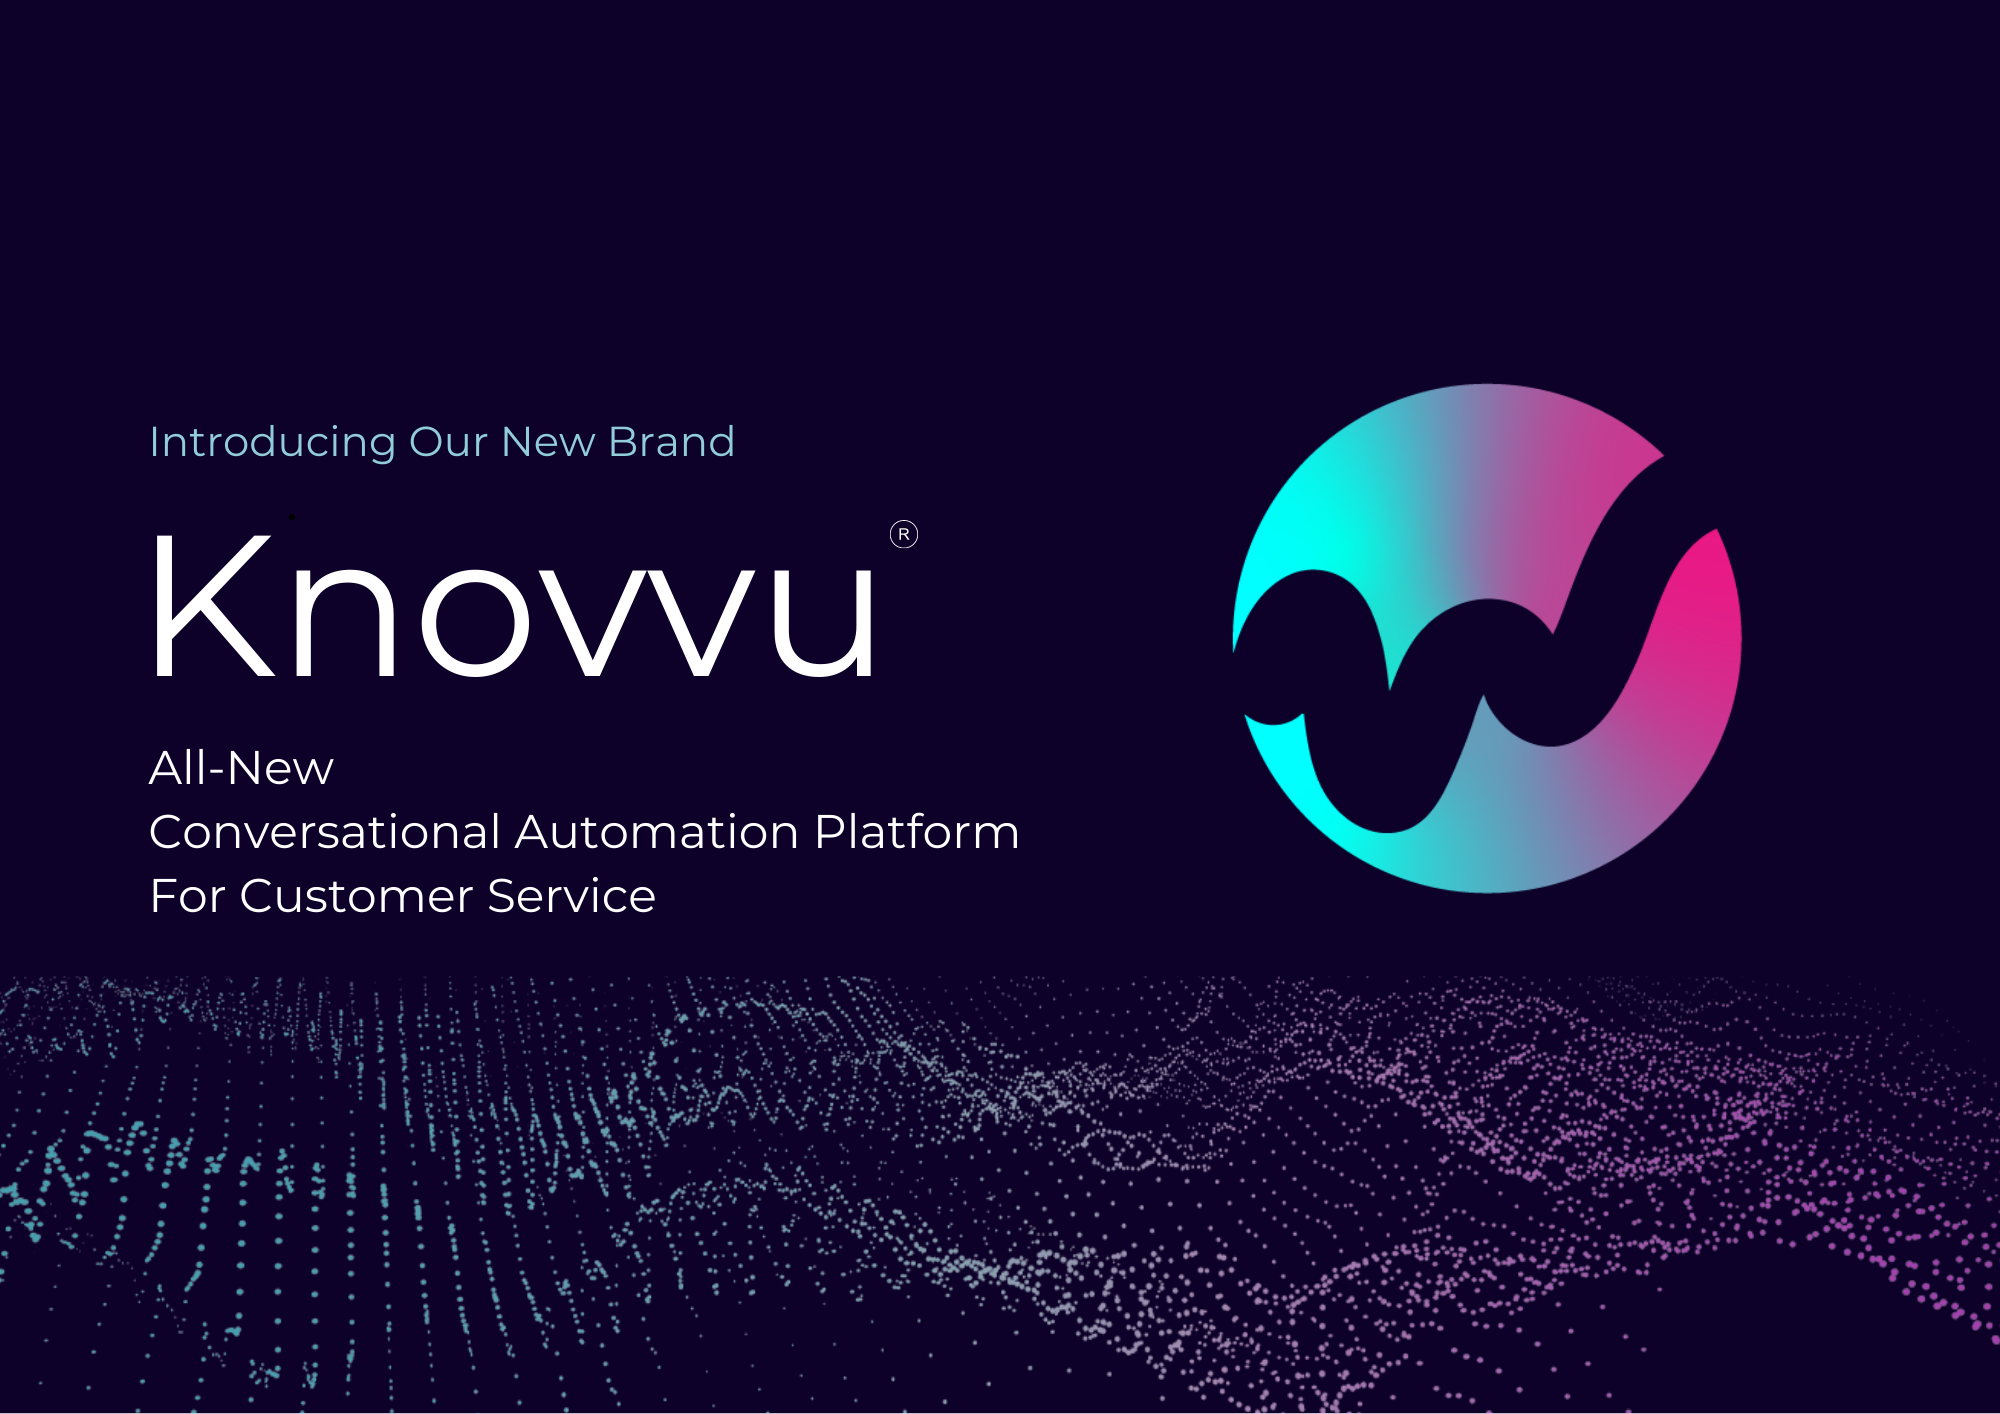 Introducing Our New Brand
Knovvu®
All-New
Conversational Automation Platform
For Customer Service